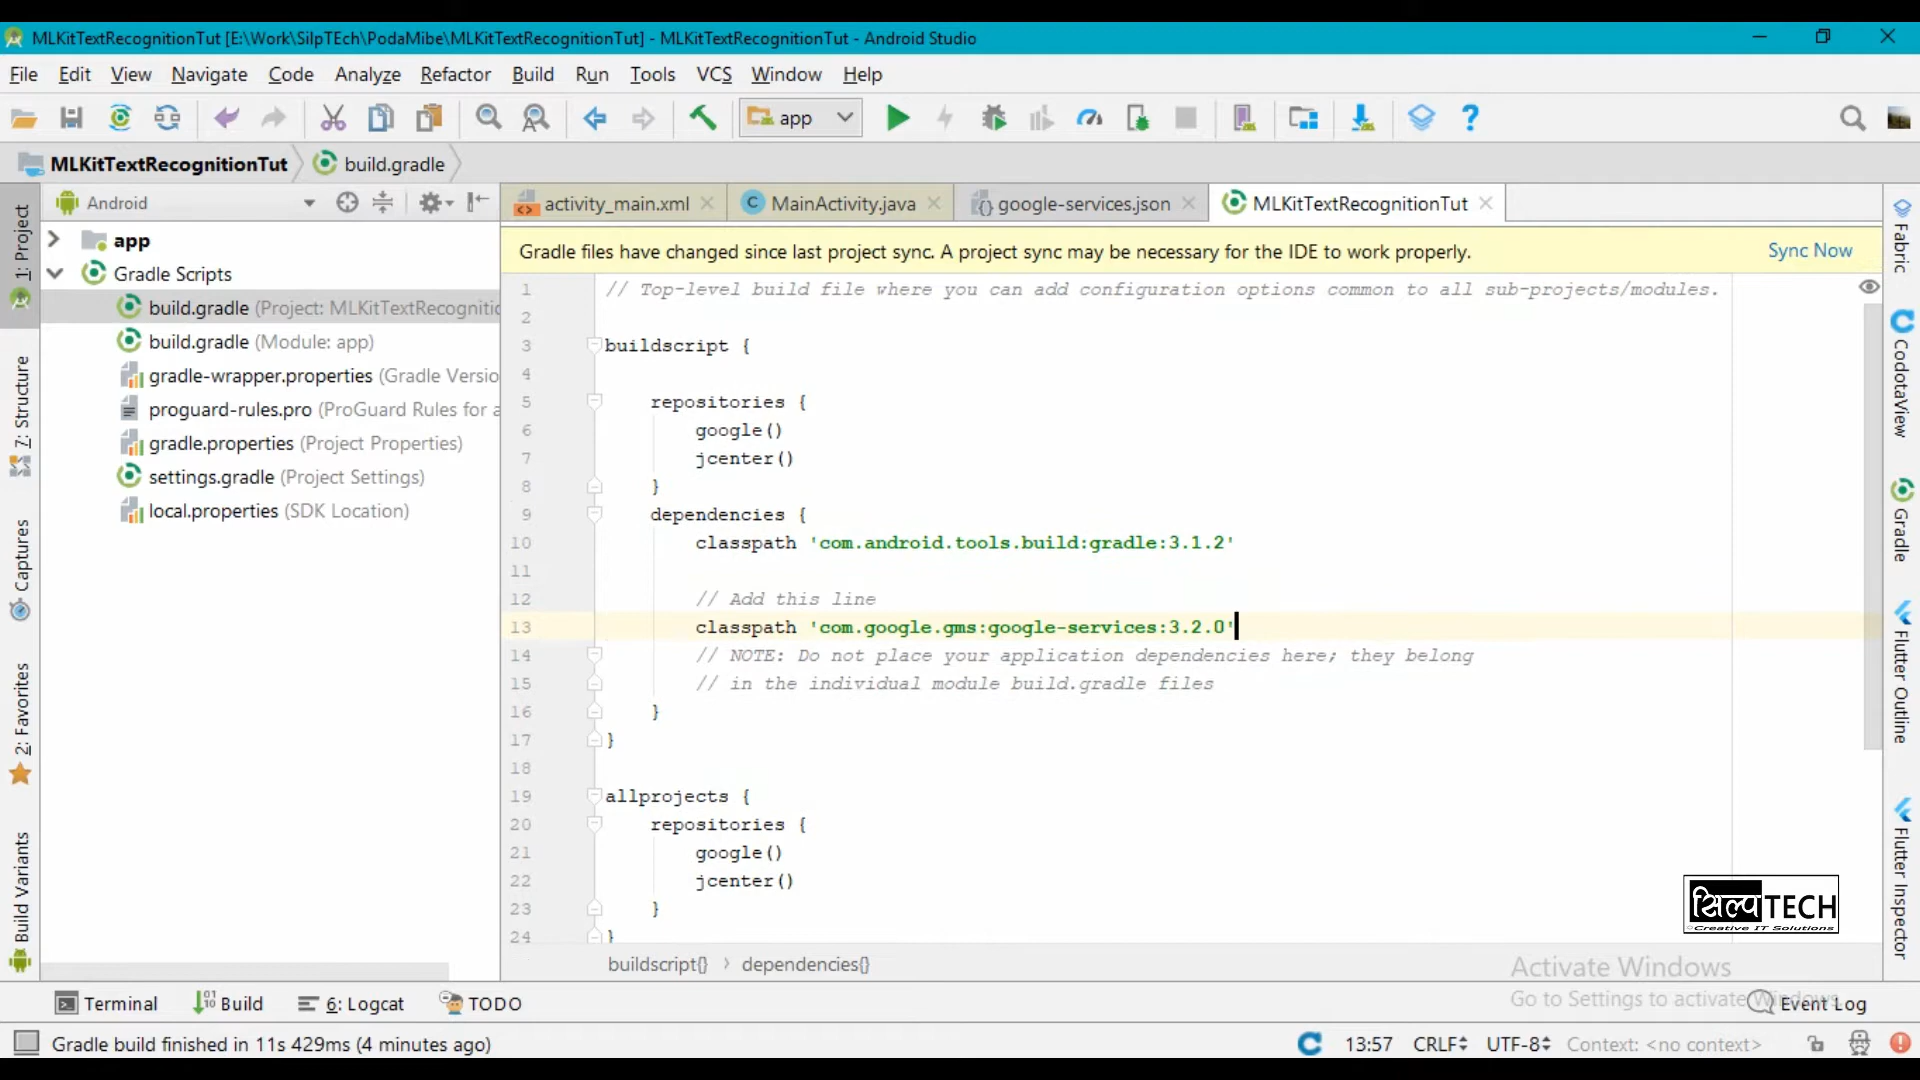 MLKitTextRecognitionTut [E:\Work\SilpTEch\PodaMibe\MLKitTextRecognitionTut] - MLKitTextRecognitionTut - Android Studio
File Edit View Navigate Code Analyze Refactor Build Run Tools VCS Window Help
app
MLKitTextRecognitionTut build.gradle
Android
activity_main.xml MainActivity.java google-services.json MLKitTextRecognitionTut
Gradle files have changed since last project sync. A project sync may be necessary for the IDE to work properly. Sync Now
app
Gradle Scripts
build.gradle (Project: MLKitTextRecognitic
build.gradle (Module: app)
gradle-wrapper.properties (Gradle Versio
proguard-rules.pro (ProGuard Rules for a
gradle.properties (Project Properties)
settings.gradle (Project Settings)
local.properties (SDK Location)
1 // Top-level build file where you can add configuration options common to all sub-projects/modules.
2
3 buildscript {
4
5 repositories {
6 google()
7 jcenter()
8 }
9 dependencies {
10 classpath 'com.android.tools.build:gradle:3.1.2'
11
12 // Add this line
13 classpath 'com.google.gms:google-services:3.2.0'
14 // NOTE: Do not place your application dependencies here; they belong
15 // in the individual module build.gradle files
16 }
17 }
18
19 allprojects {
20 repositories {
21 google()
22 jcenter()
23 }
24 }
buildscript{} dependencies{}
1: Project
7: Structure
Captures
2: Favorites
Build Variants
Fabric
CodotaView
Gradle
Flutter Outline
Flutter Inspector
सिल्पTECH
Creative IT Solutions
Activate Windows
Go to Settings to activate Windows.
Terminal Build 6: Logcat TODO Event Log
Gradle build finished in 11s 429ms (4 minutes ago) 13:57 CRLF UTF-8 Context: <no context>